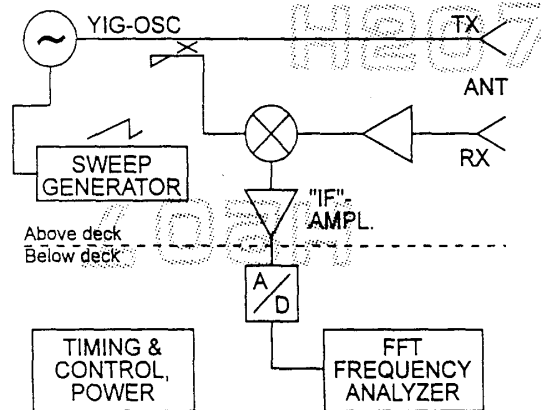 YIG-OSC
TX
ANT
RX
SWEEP
GENERATOR
"IF"-
AMPL.
Above deck
Below deck
A/D
TIMING &
CONTROL,
POWER
FFT
FREQUENCY
ANALYZER